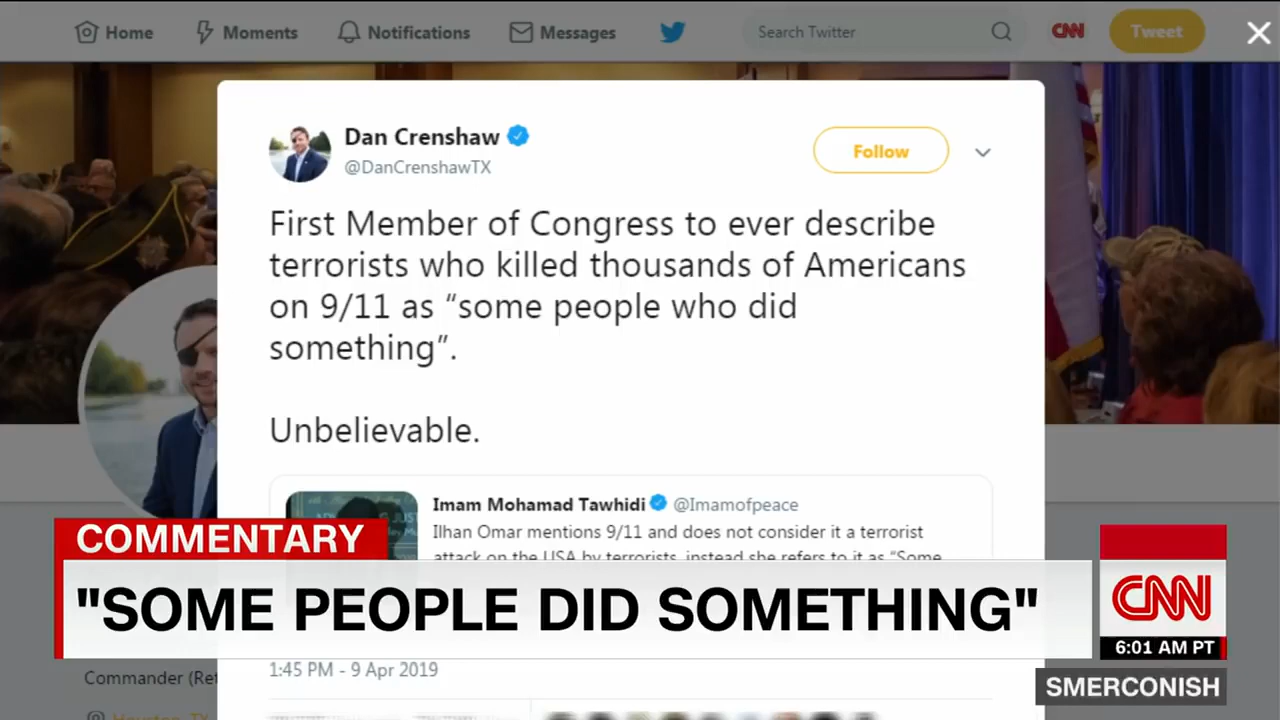 Home Moments Notifications Messages Search Twitter CNN Tweet
Dan Crenshaw
@DanCrenshawTX
Follow
First Member of Congress to ever describe
terrorists who killed thousands of Americans
on 9/11 as “some people who did
something”.
Unbelievable.
Imam Mohamad Tawhidi @Imamofpeace
Ilhan Omar mentions 9/11 and does not consider it a terrorist
attack on the USA by terrorists, instead she refers to it as “Some
COMMENTARY
"SOME PEOPLE DID SOMETHING"
CNN
6:01 AM PT
1:45 PM - 9 Apr 2019
Commander (Ret
SMERCONISH
Houston, TX